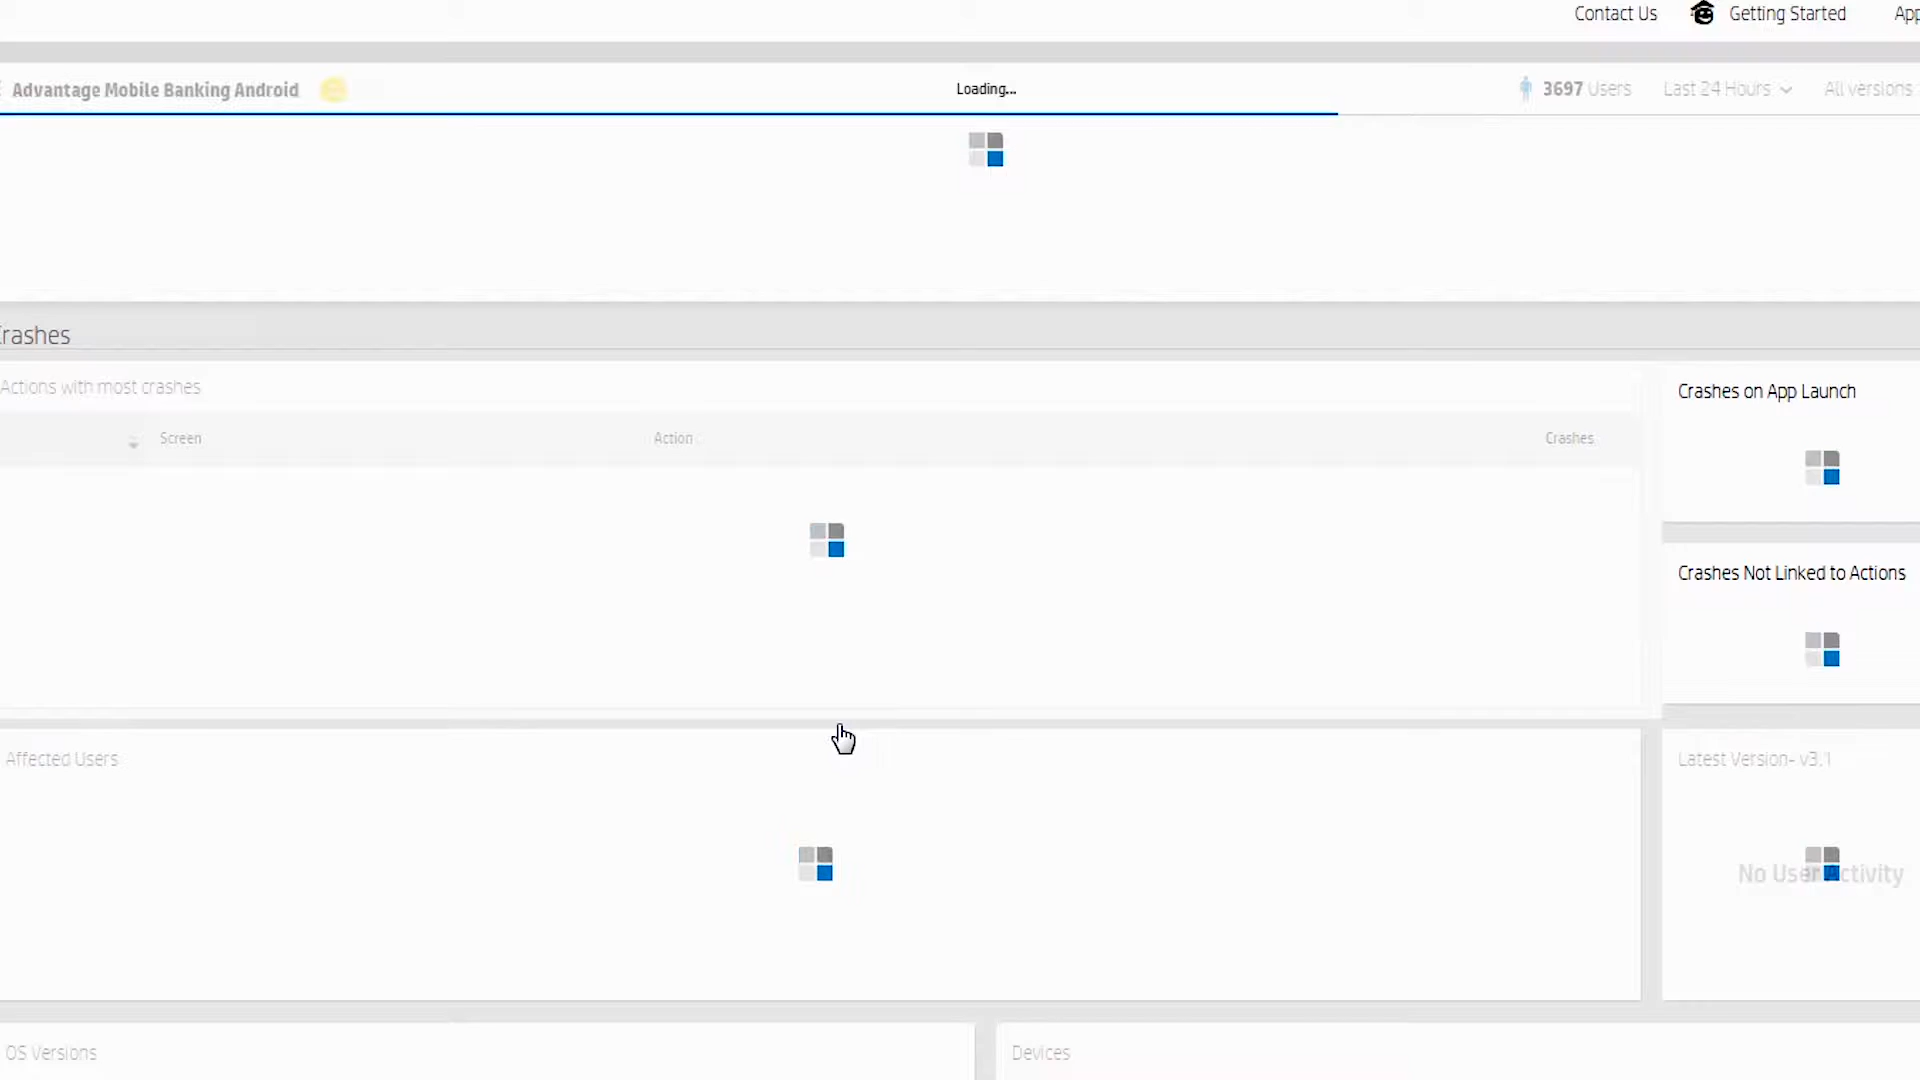 Contact Us
Getting Started
App
Advantage Mobile Banking Android
Loading...
3697 Users
Last 24 Hours
All versions
Crashes
Actions with most crashes
Screen
Action
Crashes
Crashes on App Launch
Crashes Not Linked to Actions
Affected Users
Latest Version- v3.1
No User Activity
OS Versions
Devices